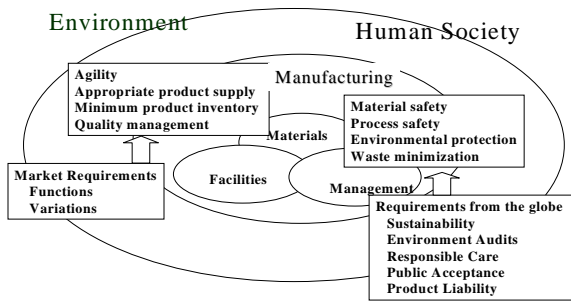 Environment
Human Society
Manufacturing
Agility
Appropriate product supply
Minimum product inventory
Quality management
Material safety
Process safety
Environmental protection
Waste minimization
Materials
Facilities
Management
Market Requirements
Functions
Variations
Requirements from the globe
Sustainability
Environment Audits
Responsible Care
Public Acceptance
Product Liability